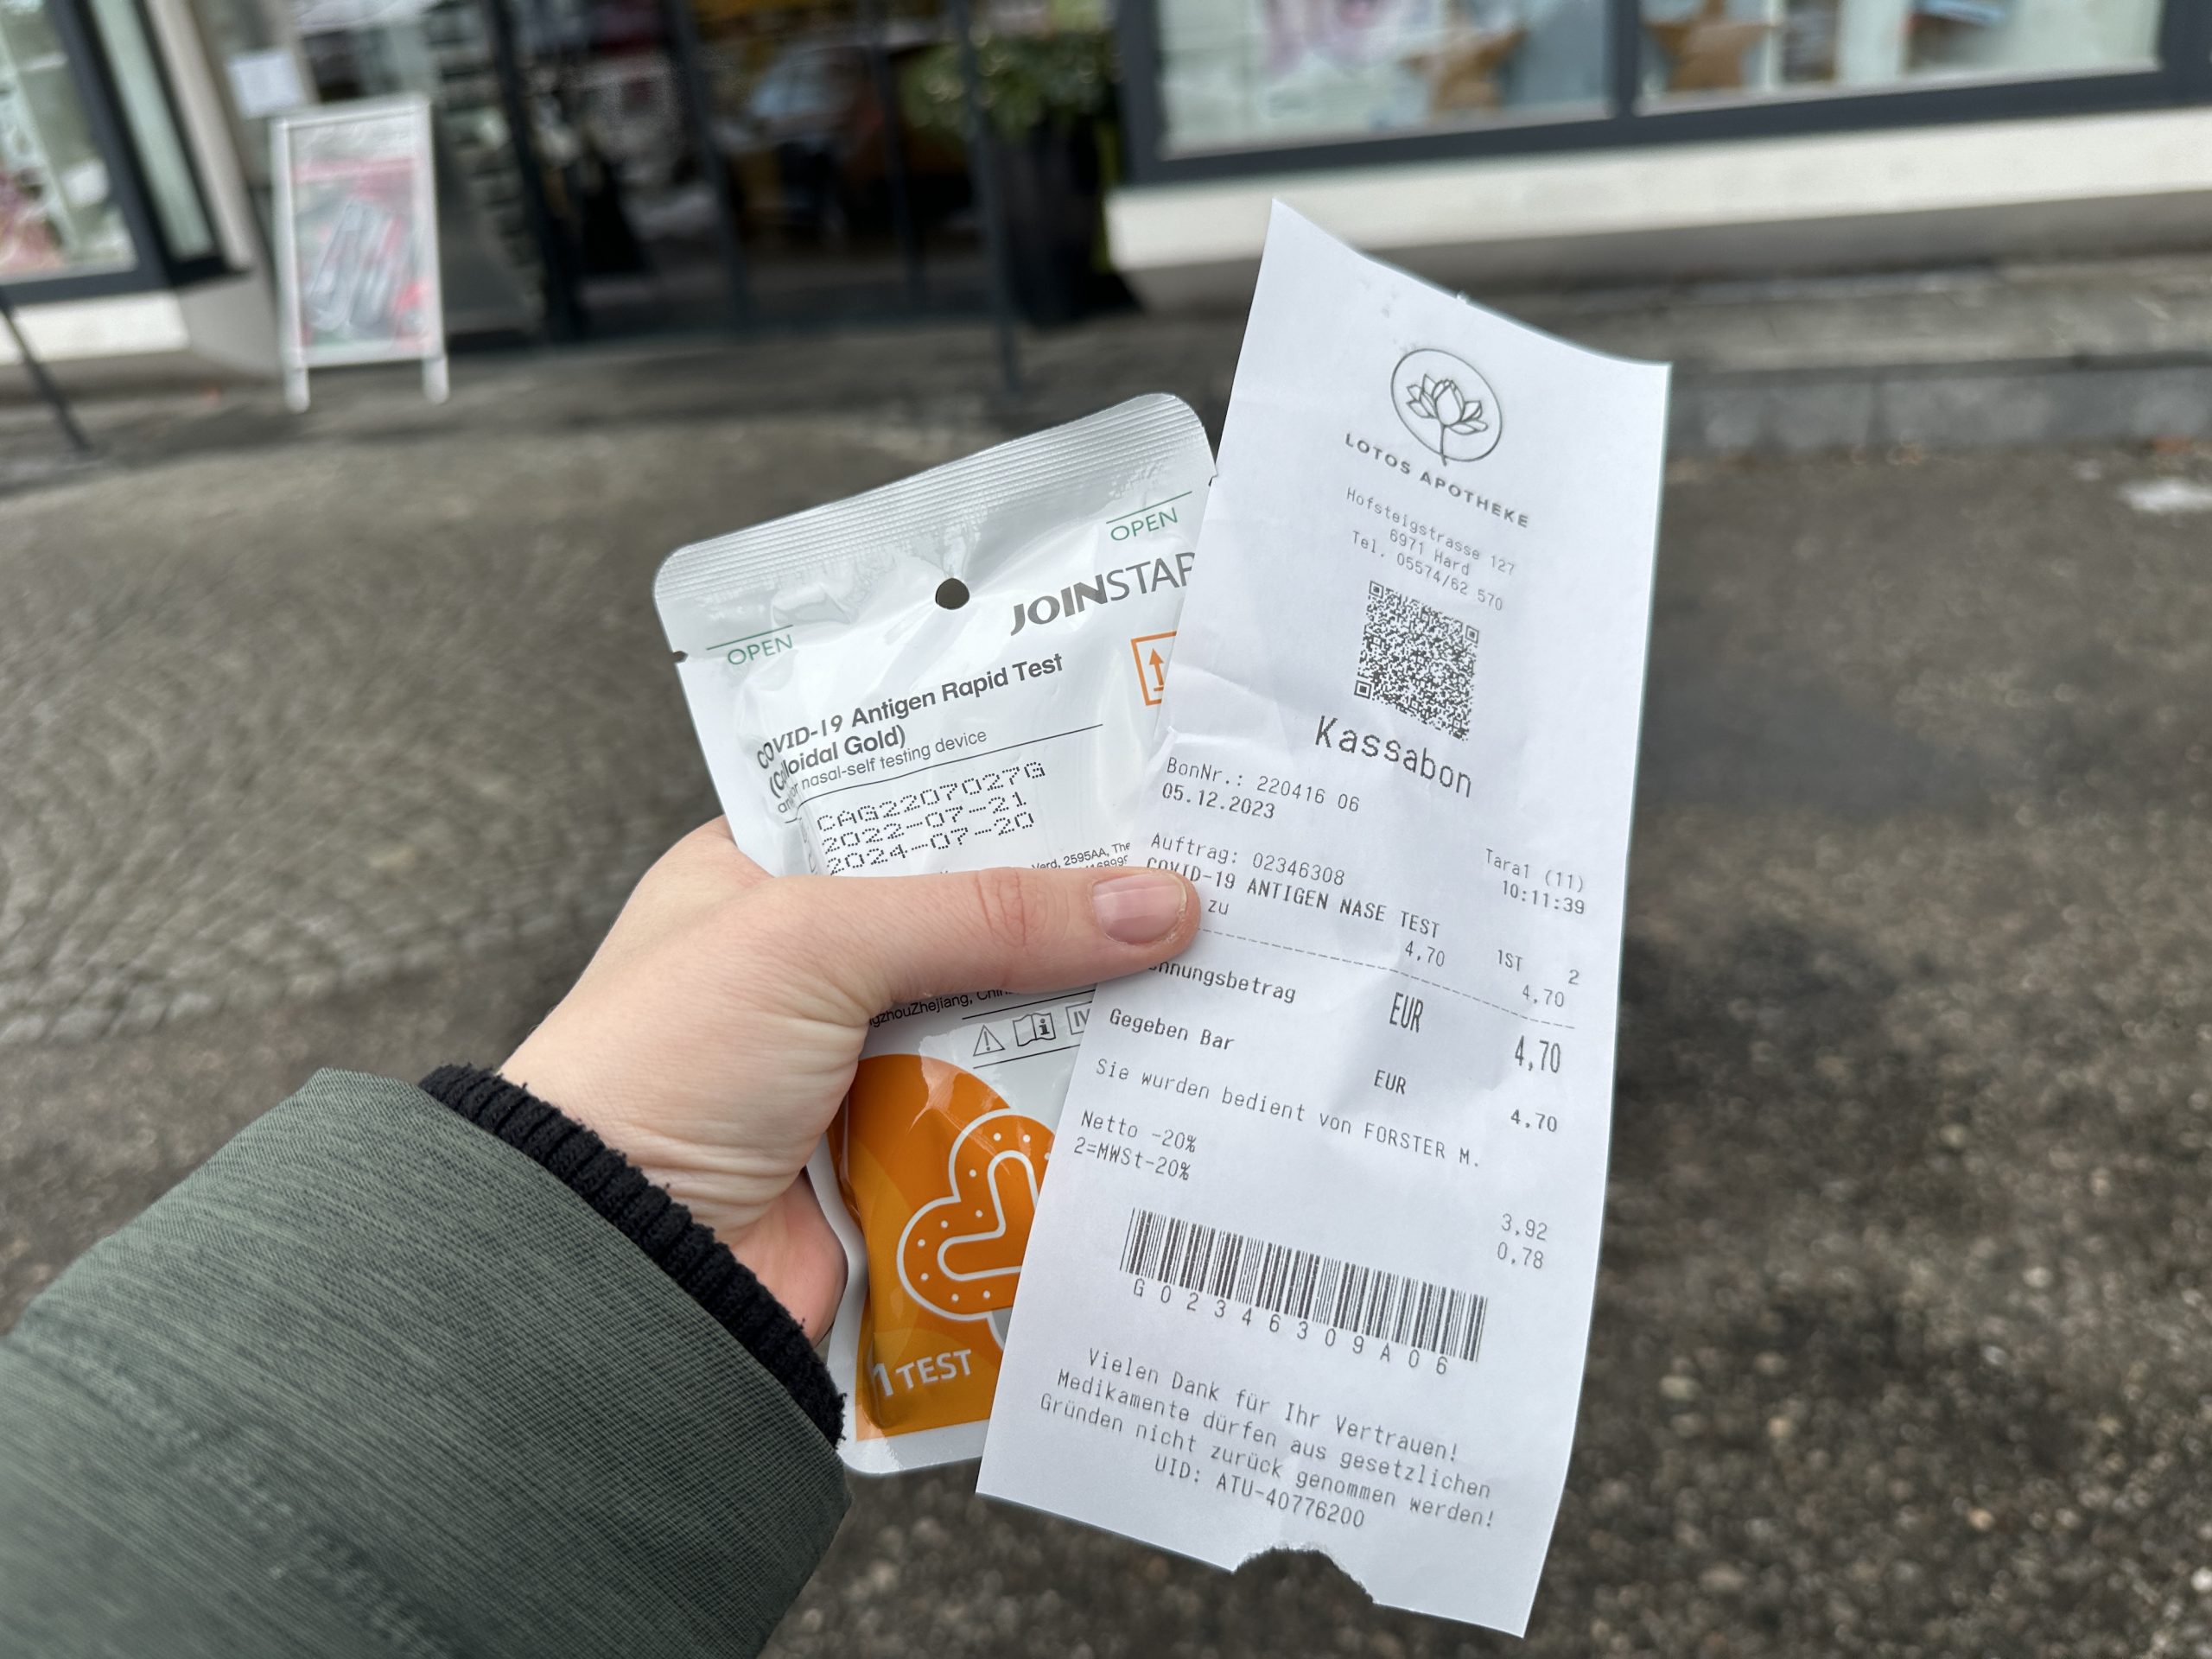 OPEN
OPEN
JOINSTAR
COVID-19 Antigen Rapid Test
(Colloidal Gold)
nasal-self testing device
CAG2207027G
2022-07-21
2024-07-20
Verd, 2595AA, The
1 TEST
LOTOS APOTHEKE
Hofsteigstrasse 127
6971 Hard
Tel. 05574/62 570
Kassabon
BonNr.: 220416 06 Tara1 (11)
05.12.2023 10:11:39
Auftrag: 02346308
COVID-19 ANTIGEN NASE TEST 1ST 2
zu 4,70 4,70
nnungsbetrag EUR 4,70
Gegeben Bar EUR 4,70
Sie wurden bedient von FORSTER M.
Netto -20% 3,92
2=MWSt-20% 0,78
G02346309A06
Vielen Dank für Ihr Vertrauen!
Medikamente dürfen aus gesetzlichen
Gründen nicht zurück genommen werden!
UID: ATU-40776200